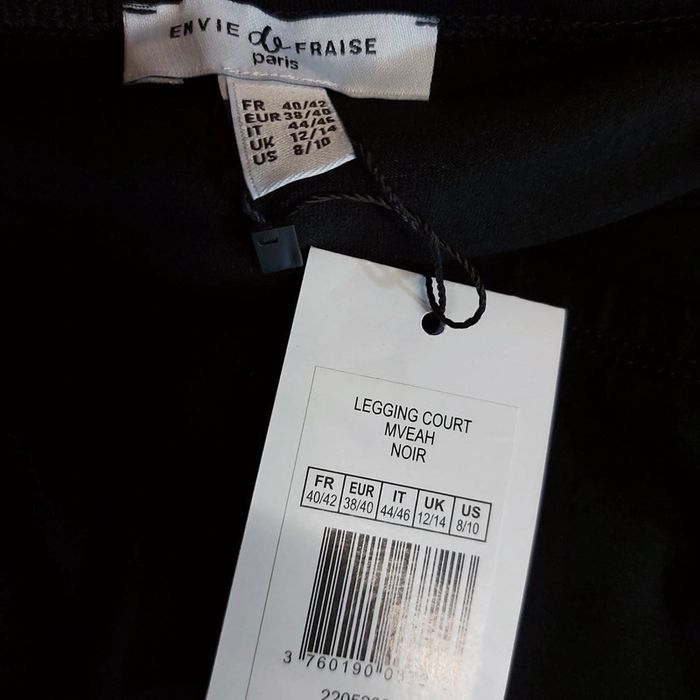 ENVIE de FRAISE
paris
FR 40/42
EUR 38/40
IT 44/46
UK 12/14
US 8/10
LEGGING COURT
MVEAH
NOIR
FR EUR IT UK US
40/42 38/40 44/46 12/14 8/10
3 760190